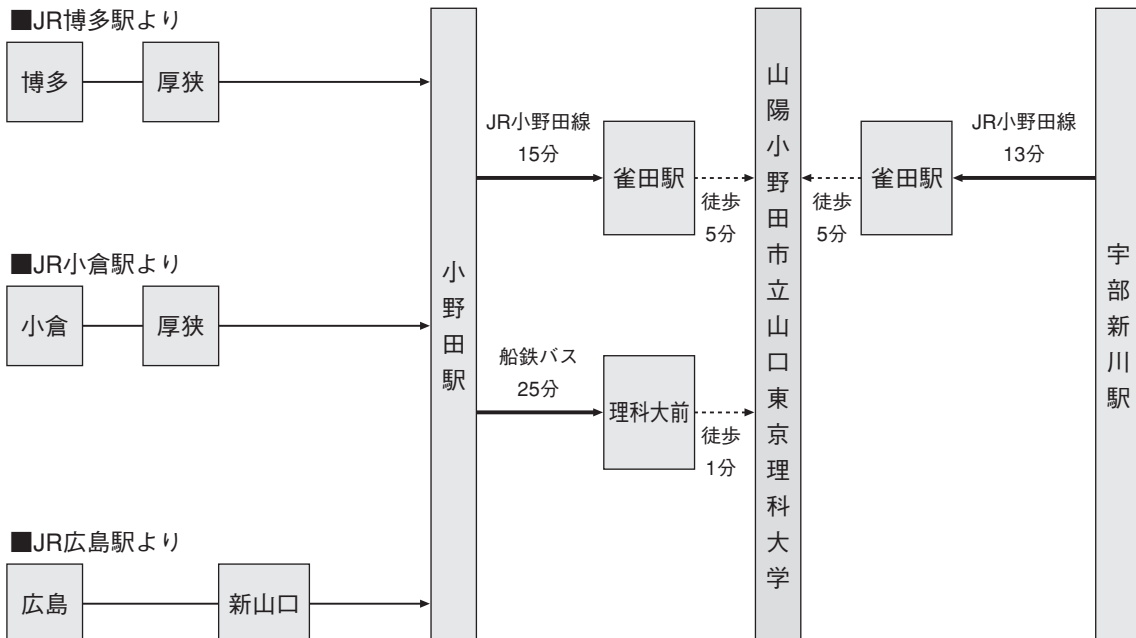 ■JR博多駅より
博多
厚狭
■JR小倉駅より
小倉
厚狭
■JR広島駅より
広島
新山口
小野田駅
JR小野田線
15分
雀田駅
徒歩
5分
船鉄バス
25分
理科大前
徒歩
1分
山陽小野田市立山口東京理科大学
徒歩
5分
雀田駅
JR小野田線
13分
宇部新川駅